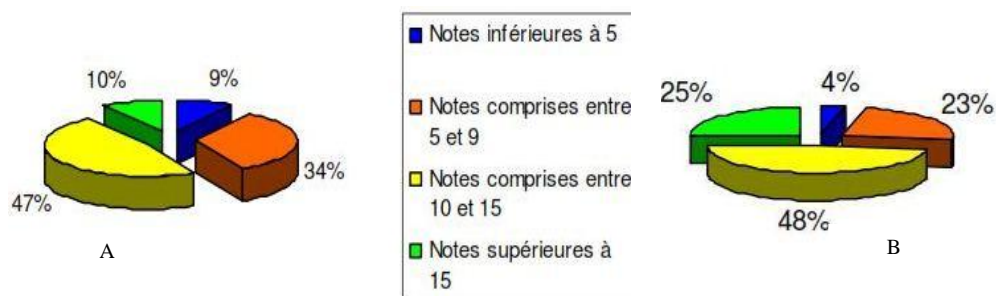 10%
9%
34%
47%
A
Notes inférieures à 5
Notes comprises entre
5 et 9
Notes comprises entre
10 et 15
Notes supérieures à
15
4%
25%
23%
48%
B